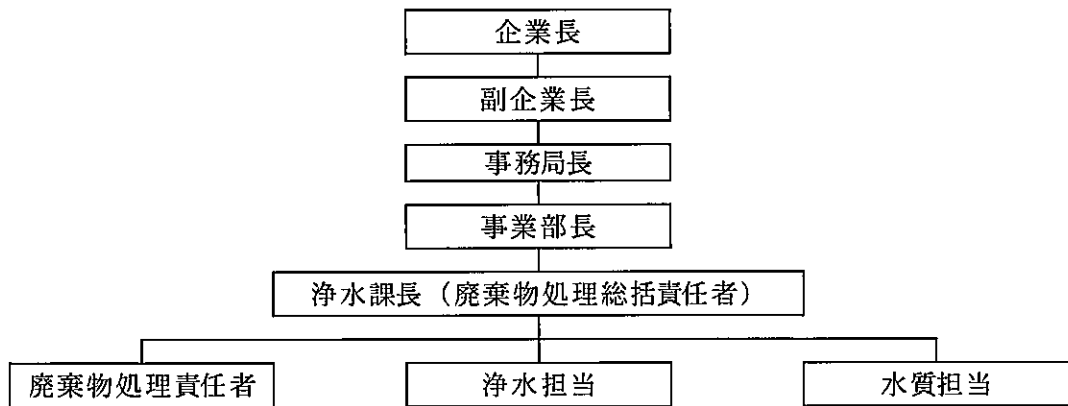 企業長
副企業長
事務局長
事業部長
浄水課長（廃棄物処理総括責任者）
廃棄物処理責任者
浄水担当
水質担当